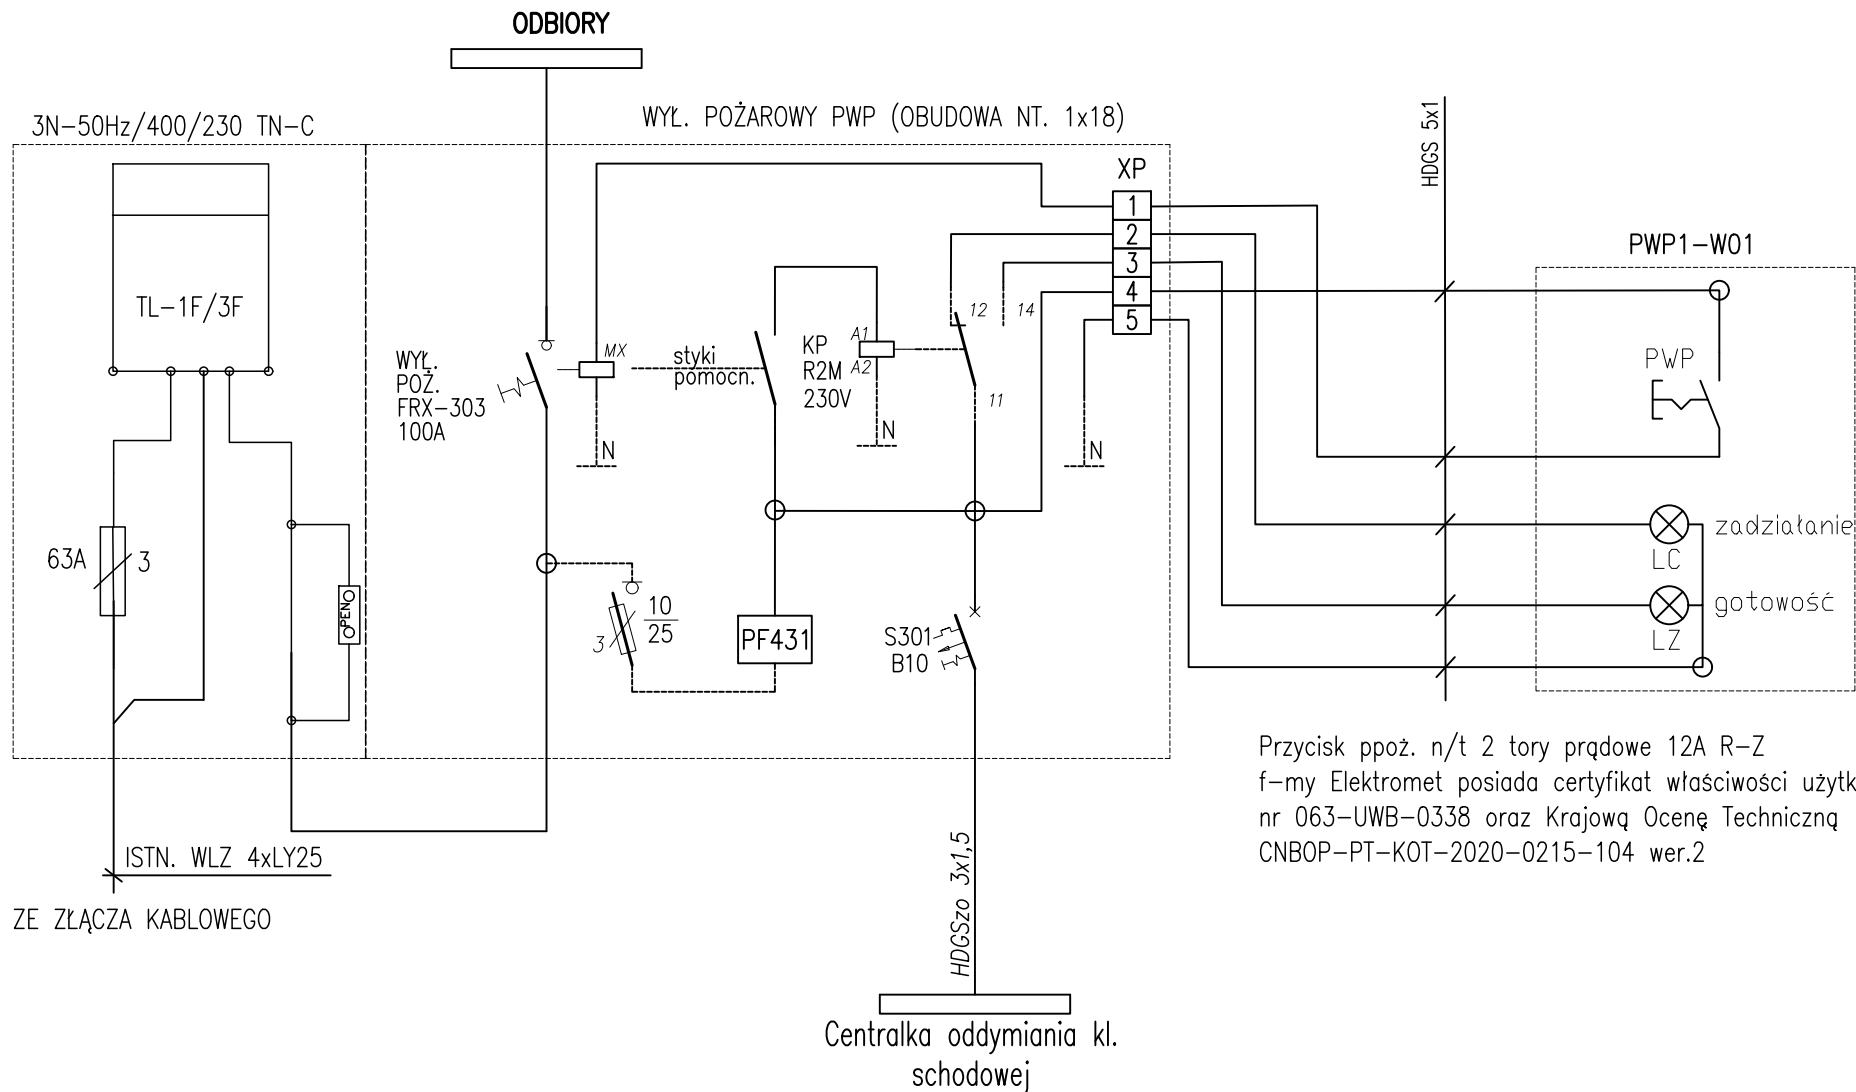 ODBIORY
3N-50Hz/400/230 TN-C
WYŁ. POŻAROWY PWP (OBUDOWA NT. 1x18)
HDGS 5x1
XP
1
2
3
4
5
PWP1-W01
TL-1F/3F
12
14
WYŁ.
POŻ.
FRX-303
100A
MX
styki
pomocn.
KP
R2M
230V
A1
A2
11
PWP
N
N
N
63A
3
PEN
10
25
3
PF431
S301
B10
zadziałanie
LC
gotowość
LZ
Przycisk ppoż. n/t 2 tory prądowe 12A R-Z
f-my Elektromet posiada certyfikat właściwości użytk
nr 063-UWB-0338 oraz Krajową Ocenę Techniczną
CNBOP-PT-KOT-2020-0215-104 wer.2
ISTN. WLZ 4xLY25
ZE ZŁĄCZA KABLOWEGO
HDGSzo 3x1,5
Centralka oddymiania kl.
schodowej